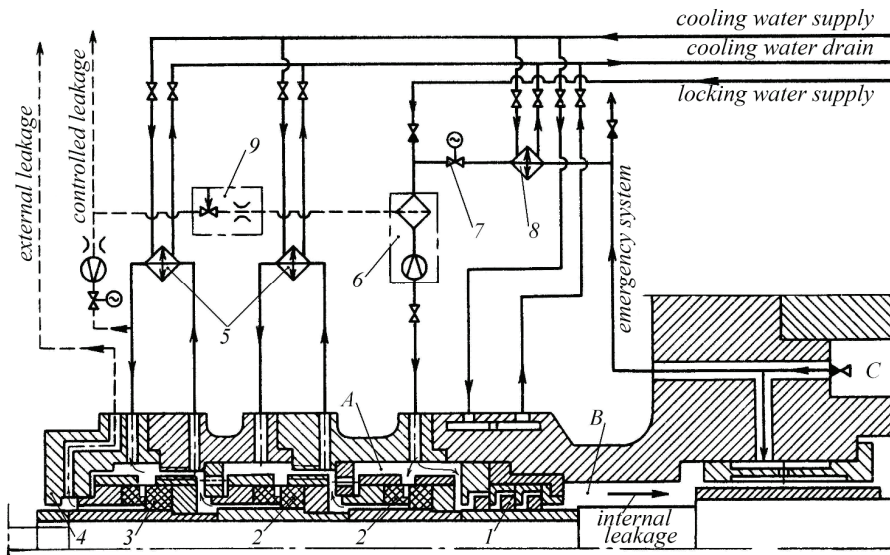 cooling water supply
cooling water drain
locking water supply
external leakage
controlled leakage
emergency system
9
7
8
6
5
A
B
C
internal
leakage
4
3
2
2
1